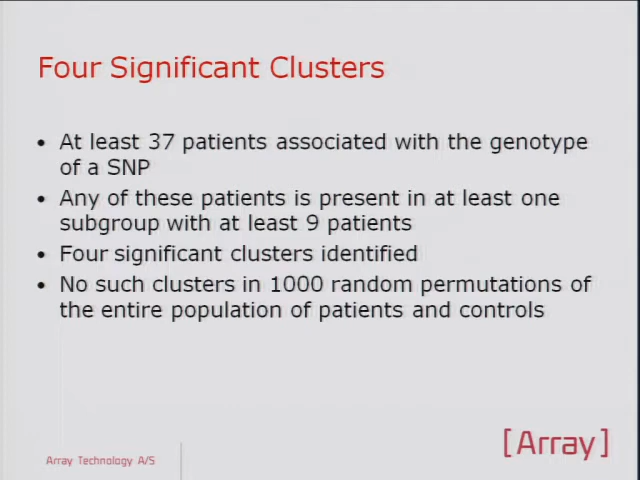 Four Significant Clusters
• At least 37 patients associated with the genotype
of a SNP
• Any of these patients is present in at least one
subgroup with at least 9 patients
• Four significant clusters identified
• No such clusters in 1000 random permutations of
the entire population of patients and controls
Array Technology A/S
[Array]